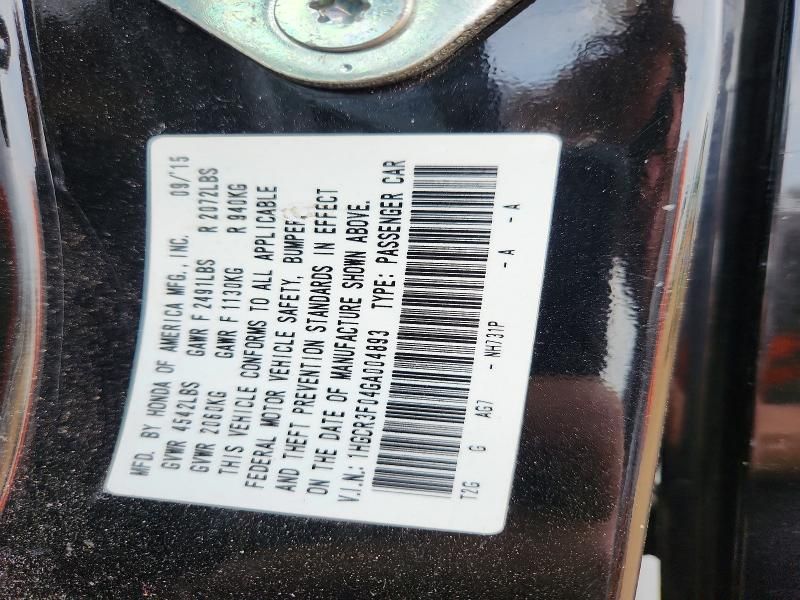 MFD. BY HONDA OF AMERICA MFG., INC. 09/'15
GVWR 4542LBS GAWR F 2491LBS R 2072LBS
GVWR 2060KG GAWR F 1130KG R 940KG
THIS VEHICLE CONFORMS TO ALL APPLICABLE
FEDERAL MOTOR VEHICLE SAFETY, BUMPER,
AND THEFT PREVENTION STANDARDS IN EFFECT
ON THE DATE OF MANUFACTURE SHOWN ABOVE.
V.I.N.: 1HGCR3F04GA004893 TYPE: PASSENGER CAR
T2G G AG7 - NH731P - A - A